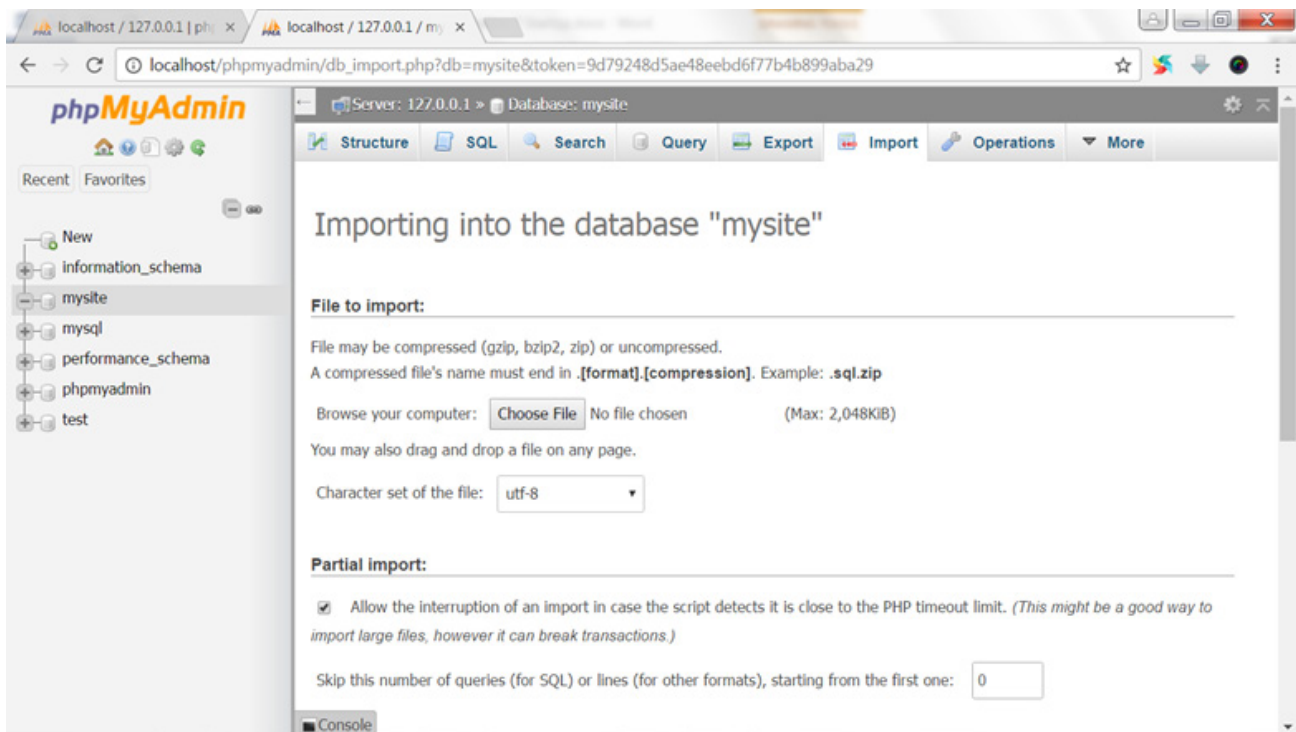 localhost / 127.0.0.1 | ph
localhost / 127.0.0.1 / m
localhost/phpmyadmin/db_import.php?db=mysite&token=9d79248d5ae48eebd6f77b4b899aba29
phpMyAdmin
Recent Favorites
New
information_schema
mysite
mysql
performance_schema
phpmyadmin
test
Server: 127.0.0.1 » Database: mysite
Structure SQL Search Query Export Import Operations More
Importing into the database "mysite"
File to import:
File may be compressed (gzip, bzip2, zip) or uncompressed.
A compressed file's name must end in .[format].[compression]. Example: .sql.zip
Browse your computer: Choose File No file chosen (Max: 2,048KiB)
You may also drag and drop a file on any page.
Character set of the file: utf-8
Partial import:
Allow the interruption of an import in case the script detects it is close to the PHP timeout limit. (This might be a good way to
import large files, however it can break transactions.)
Skip this number of queries (for SQL) or lines (for other formats), starting from the first one: 0
Console